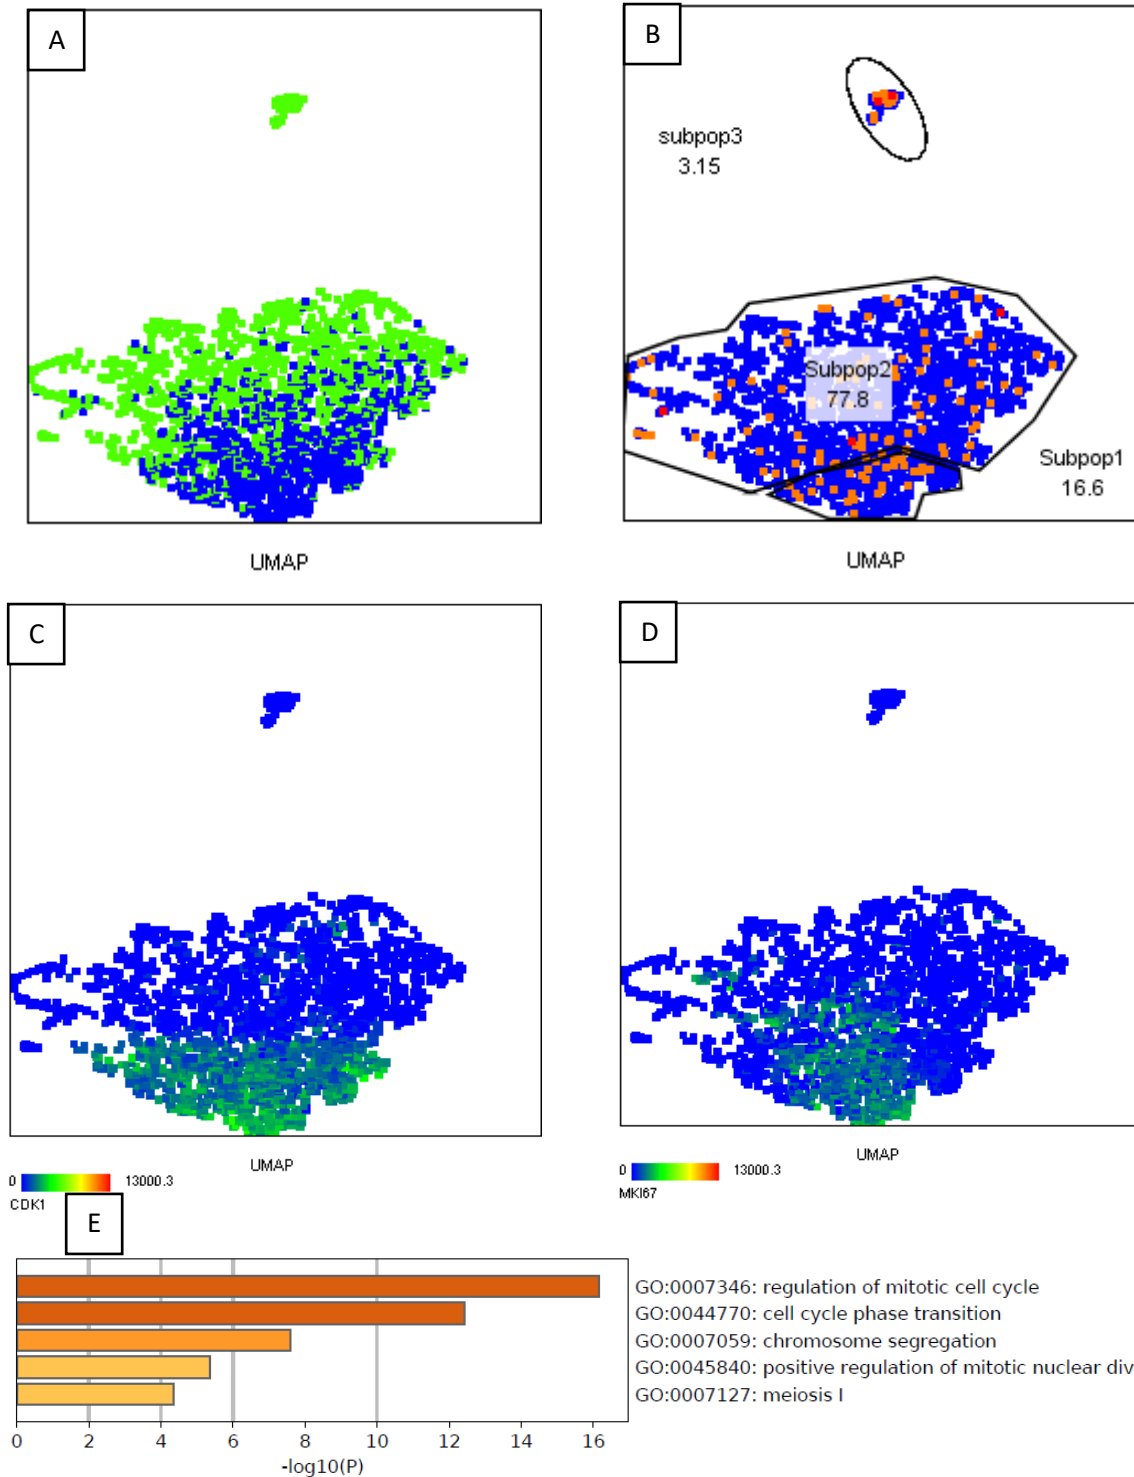 A
B
subpop3
3.15
Subpop2
77.8
Subpop1
16.6
UMAP
UMAP
C
D
UMAP
UMAP
0 13000.3
CDK1
0 13000.3
MKI67
E
GO:0007346: regulation of mitotic cell cycle
GO:0044770: cell cycle phase transition
GO:0007059: chromosome segregation
GO:0045840: positive regulation of mitotic nuclear div
GO:0007127: meiosis I
0 2 4 6 8 10 12 14 16
-log10(P)